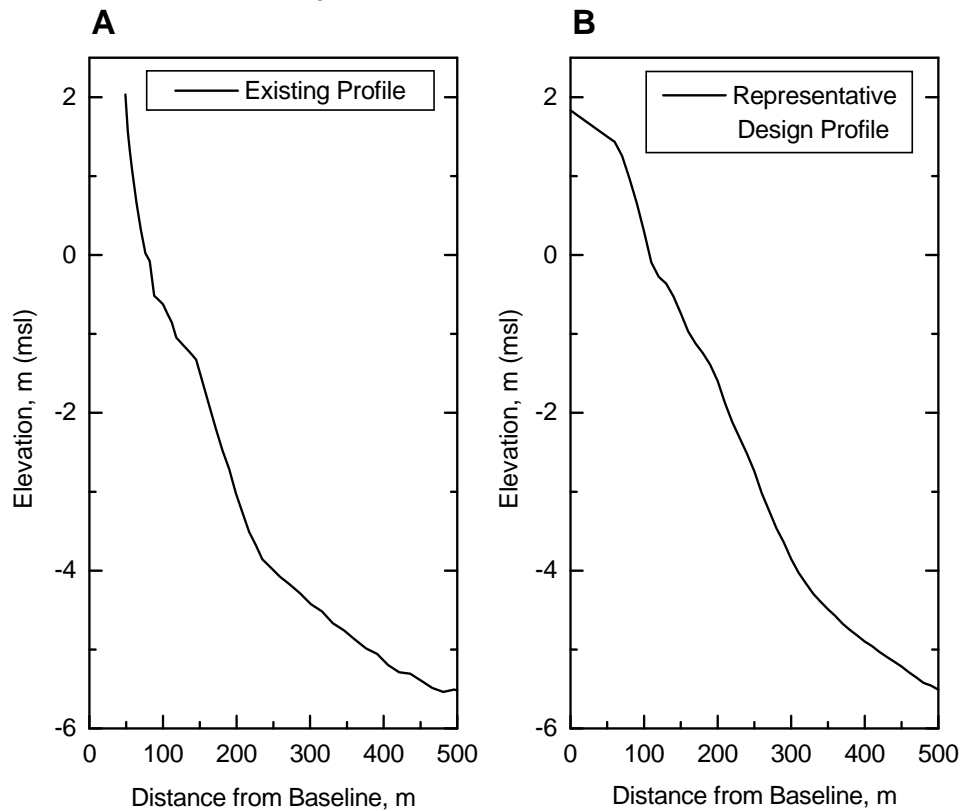 A
B
Existing Profile
Representative
Design Profile
2
0
-2
-4
-6
Elevation, m (msl)
0 100 200 300 400 500
Distance from Baseline, m
2
0
-2
-4
-6
Elevation, m (msl)
0 100 200 300 400 500
Distance from Baseline, m